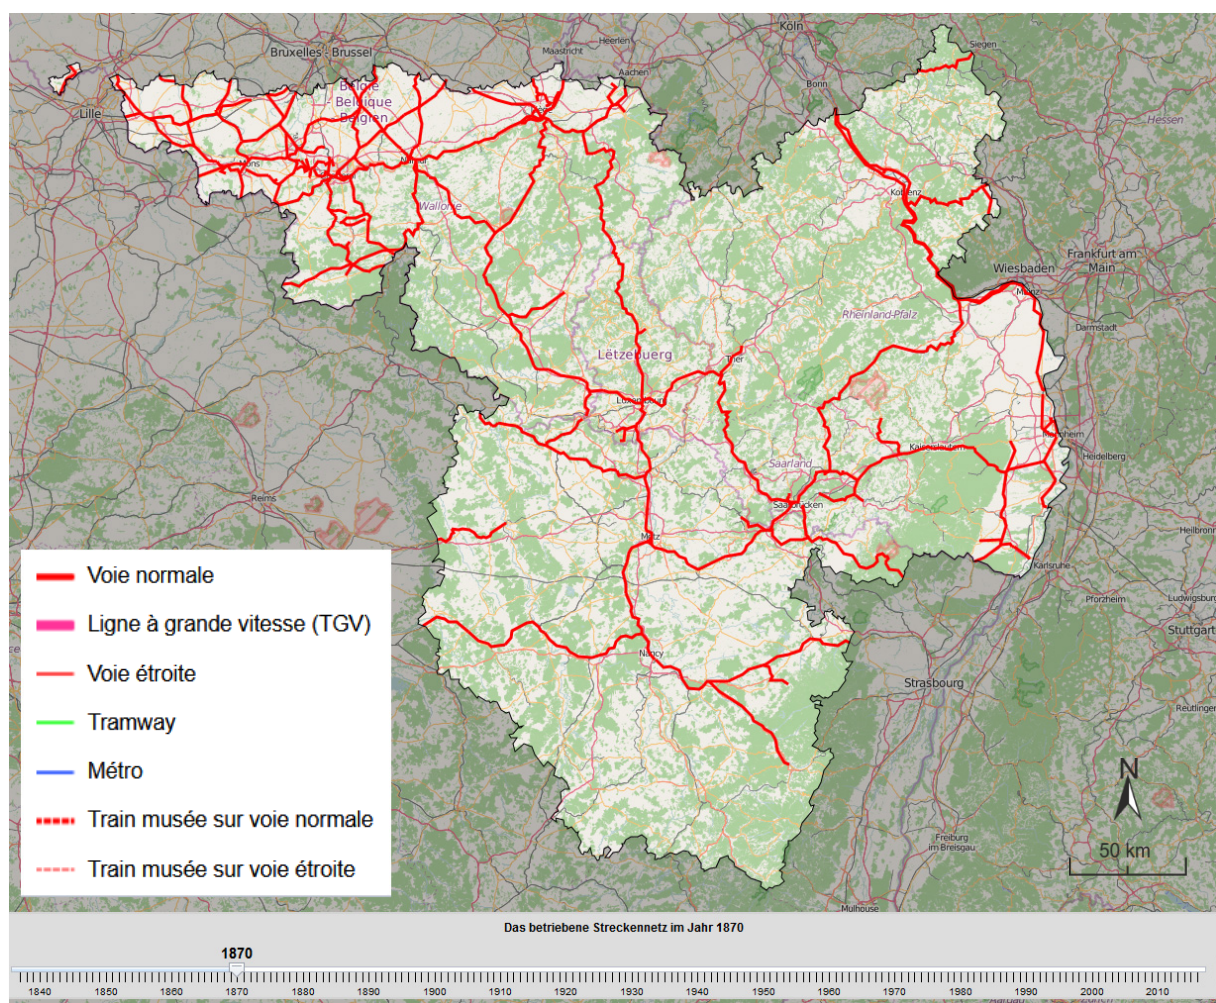 Köln
Siegen
Bruxelles - Brussel
Maastricht
Heerlen
Aachen
Bonn
Lille
België
- Belgique
- Belgien
Hessen
Mons
Namur
Koblenz
Wallonie
Frankfurt am
Main
Wiesbaden
Mainz
Rheinland-Pfalz
Darmstadt
Lëtzebuerg
Trier
Luxembourg
Mannheim
Kaiserslautern
Heidelberg
Saarland
Reims
Saarbrücken
Heilbronn
Metz
Karlsruhe
Pforzheim
Ludwigsburg
Stuttgart
Nancy
Strasbourg
Reutlingen
Voie normale
Ligne à grande vitesse (TGV)
Voie étroite
Tramway
Métro
Train musée sur voie normale
Train musée sur voie étroite
N
50 km
Freiburg
im Breisgau
Mulhouse
Das betriebene Streckennetz im Jahr 1870
1870
1840 1850 1860 1870 1880 1890 1900 1910 1920 1930 1940 1950 1960 1970 1980 1990 2000 2010